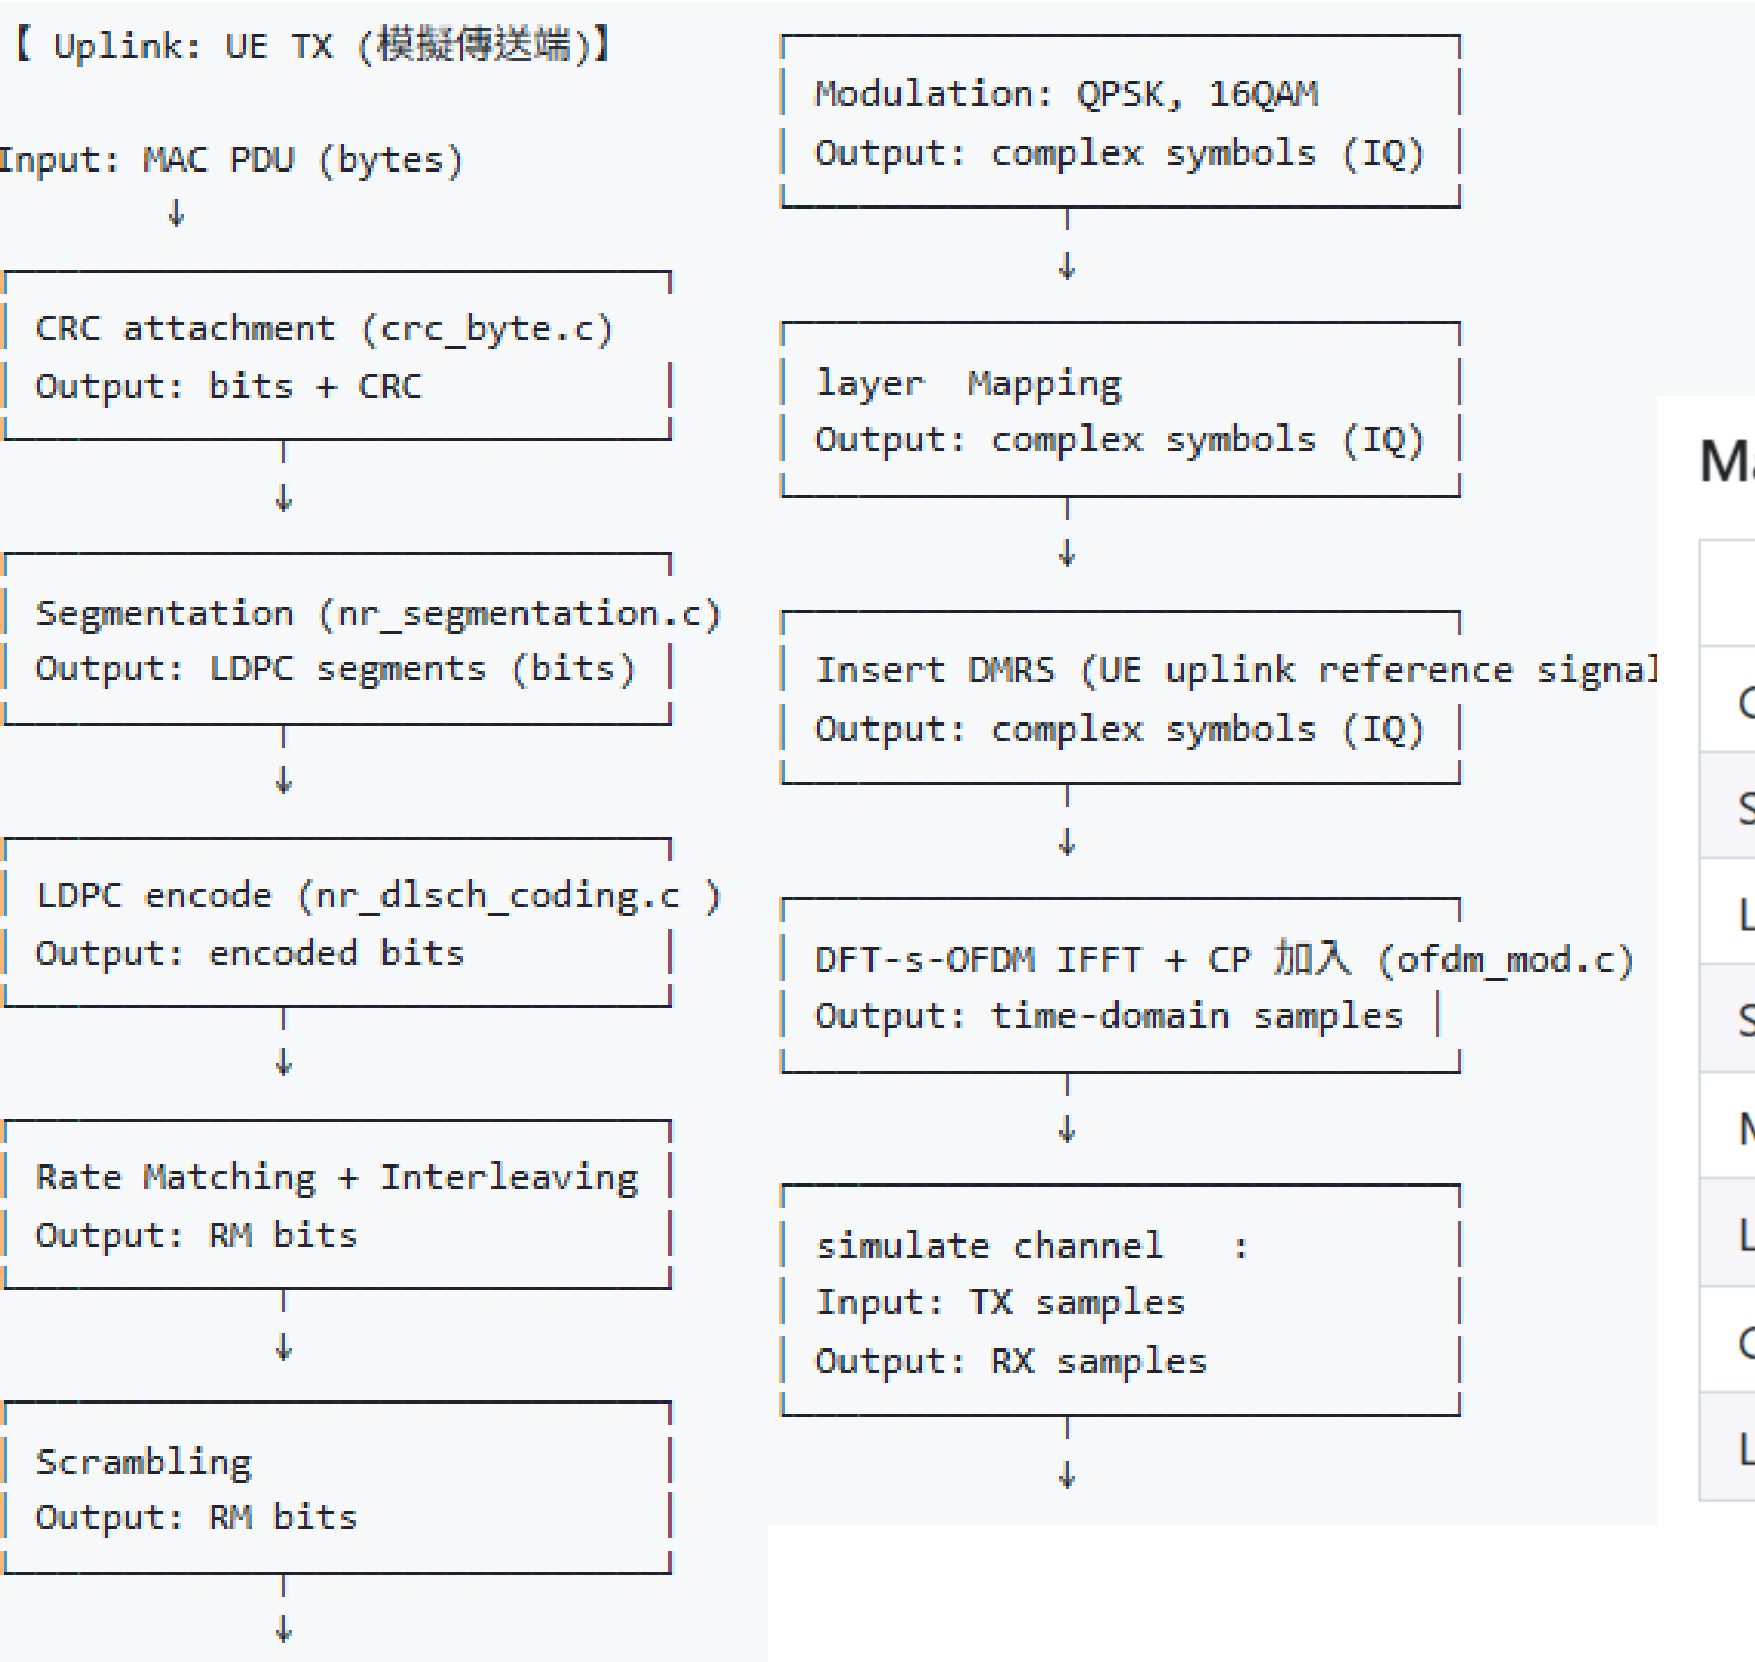 【 Uplink: UE TX (模擬傳送端)】
Input: MAC PDU (bytes)
↓
CRC attachment (crc_byte.c)
Output: bits + CRC
↓
Segmentation (nr_segmentation.c)
Output: LDPC segments (bits)
↓
LDPC encode (nr_dlsch_coding.c )
Output: encoded bits
↓
Rate Matching + Interleaving
Output: RM bits
↓
Scrambling
Output: RM bits
↓
Modulation: QPSK, 16QAM
Output: complex symbols (IQ)
↓
layer  Mapping
Output: complex symbols (IQ)
↓
Insert DMRS (UE uplink reference signal
Output: complex symbols (IQ)
↓
DFT-s-OFDM IFFT + CP 加入 (ofdm_mod.c)
Output: time-domain samples
↓
simulate channel   :
Input: TX samples
Output: RX samples
↓